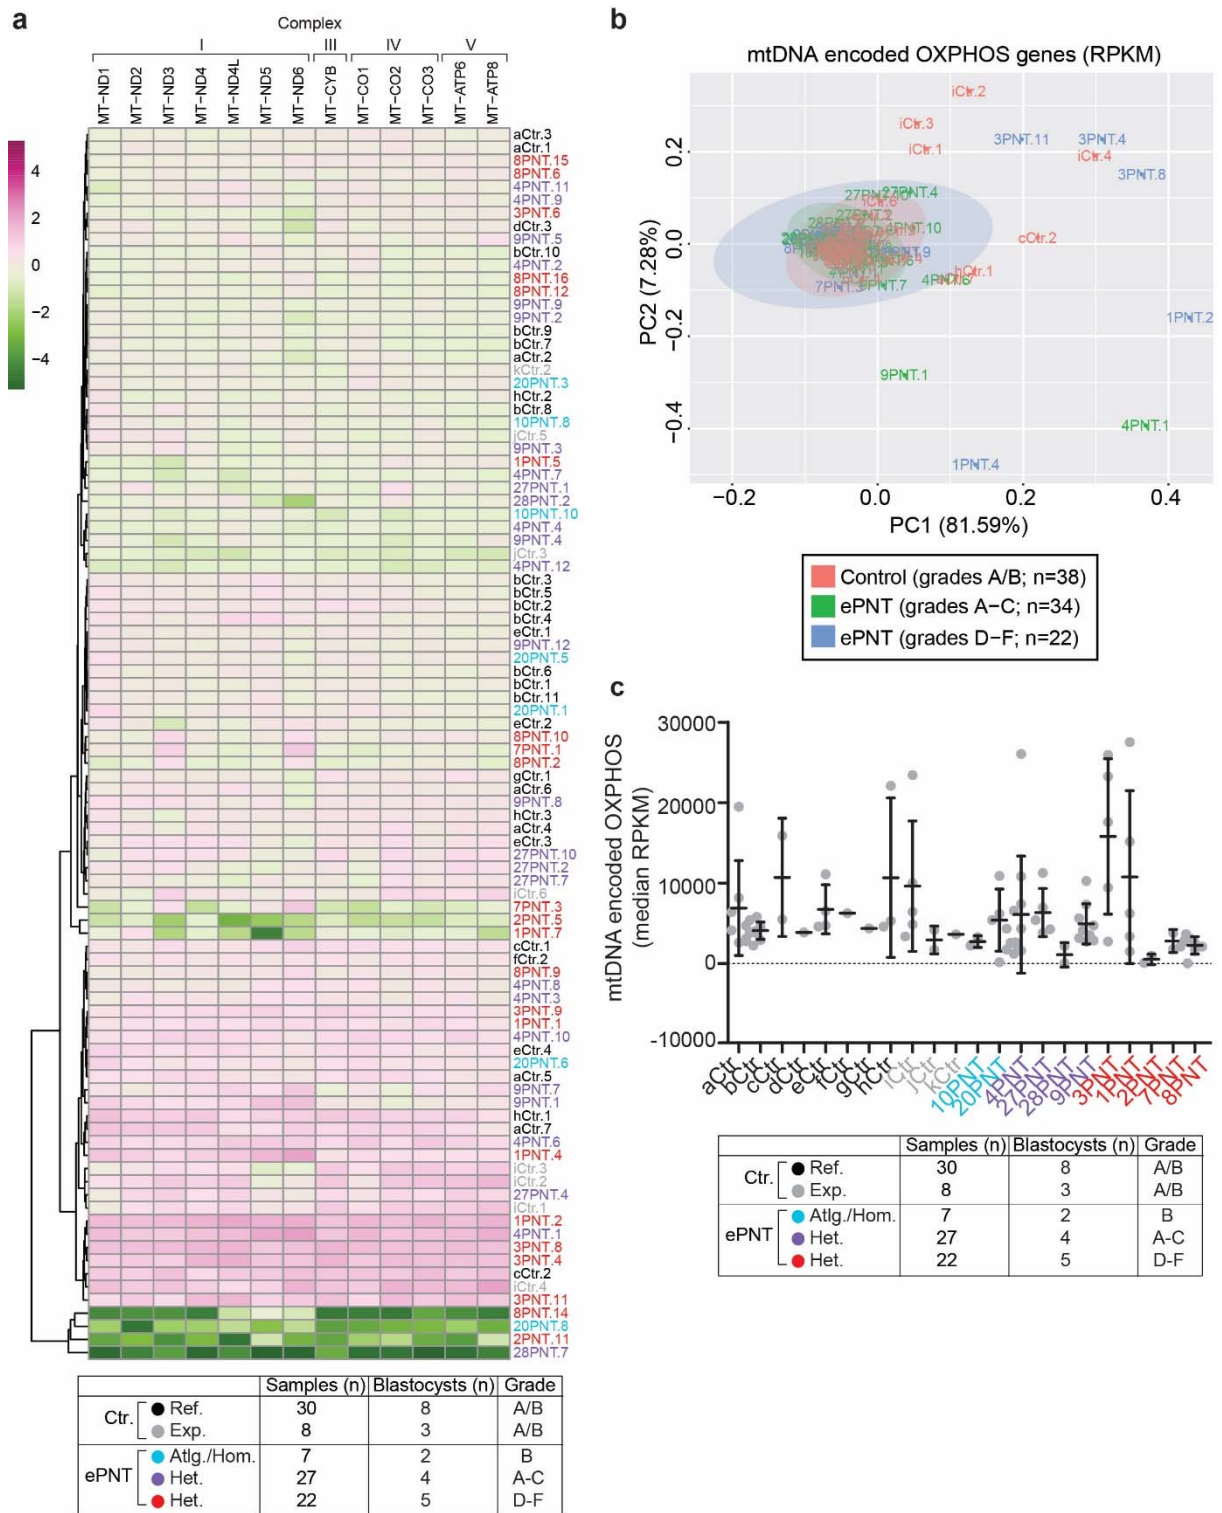 a
Complex
I III IV V
MT-ND1 MT-ND2 MT-ND3 MT-ND4 MT-ND4L MT-ND5 MT-ND6 MT-CYB MT-CO1 MT-CO2 MT-CO3 MT-ATP6 MT-ATP8
4
2
0
−2
−4
aCtr.3
aCtr.1
8PNT.15
8PNT.6
4PNT.11
4PNT.9
3PNT.6
dCtr.3
9PNT.5
bCtr.10
4PNT.2
8PNT.16
8PNT.12
9PNT.9
9PNT.2
bCtr.9
bCtr.7
aCtr.2
kCtr.2
20PNT.3
hCtr.2
bCtr.8
10PNT.8
jCtr.5
9PNT.3
1PNT.5
4PNT.7
27PNT.1
28PNT.2
10PNT.10
4PNT.4
9PNT.4
jCtr.3
4PNT.12
bCtr.3
bCtr.5
bCtr.2
bCtr.4
eCtr.1
9PNT.12
20PNT.5
bCtr.6
bCtr.1
bCtr.11
20PNT.1
eCtr.2
8PNT.10
7PNT.1
8PNT.2
gCtr.1
aCtr.6
9PNT.8
hCtr.3
aCtr.4
eCtr.3
27PNT.10
27PNT.2
27PNT.7
iCtr.6
7PNT.3
2PNT.5
1PNT.7
cCtr.1
fCtr.2
8PNT.9
4PNT.8
4PNT.3
3PNT.9
1PNT.1
4PNT.10
eCtr.4
20PNT.6
aCtr.5
9PNT.7
9PNT.1
hCtr.1
aCtr.7
4PNT.6
1PNT.4
iCtr.3
iCtr.2
27PNT.4
iCtr.1
1PNT.2
4PNT.1
3PNT.8
3PNT.4
cCtr.2
iCtr.4
3PNT.11
8PNT.14
20PNT.8
2PNT.11
28PNT.7
Samples (n) Blastocysts (n) Grade
Ctr. Ref. 30 8 A/B
Exp. 8 3 A/B
ePNT Atlg./Hom. 7 2 B
Het. 27 4 A-C
Het. 22 5 D-F
b
mtDNA encoded OXPHOS genes (RPKM)
iCtr.2
iCtr.3
3PNT.11 3PNT.4
iCtr.1 iCtr.4
3PNT.8
27PNT.4
4PNT.10
cCtr.2
hCtr.1
1PNT.2
9PNT.1
4PNT.1
1PNT.4
PC2 (7.28%)
0.2
0.0
−0.2
−0.4
−0.2 0.0 0.2 0.4
PC1 (81.59%)
Control (grades A/B; n=38)
ePNT (grades A−C; n=34)
ePNT (grades D−F; n=22)
c
mtDNA encoded OXPHOS
(median RPKM)
30000
20000
10000
0
-10000
aCtr bCtr cCtr dCtr eCtr fCtr gCtr hCtr iCtr jCtr kCtr 10PNT 20PNT 4PNT 27PNT 28PNT 9PNT 3PNT 1PNT 2PNT 7PNT 8PNT
Samples (n) Blastocysts (n) Grade
Ctr. Ref. 30 8 A/B
Exp. 8 3 A/B
ePNT Atlg./Hom. 7 2 B
Het. 27 4 A-C
Het. 22 5 D-F